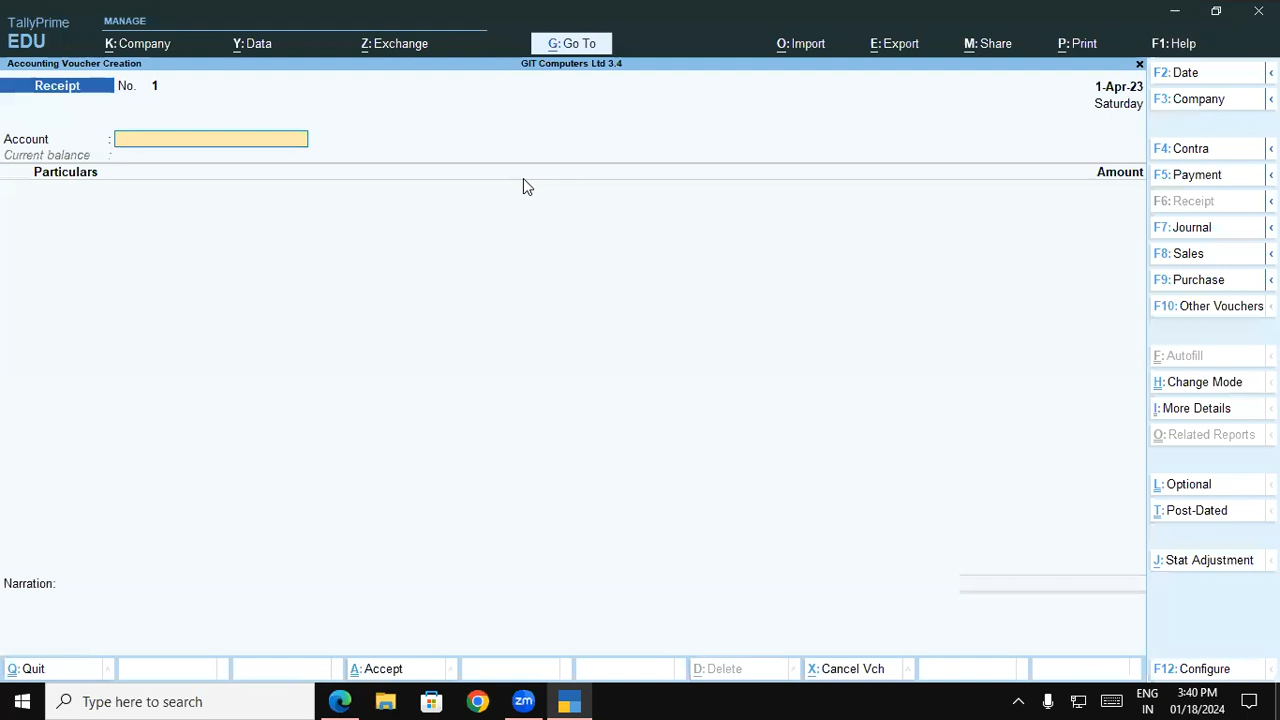 TallyPrime
EDU
MANAGE
K: Company
Y: Data
Z: Exchange
G: Go To
O: Import
E: Export
M: Share
P: Print
F1: Help
Accounting Voucher Creation
GIT Computers Ltd 3.4
Receipt No. 1
1-Apr-23
Saturday
Account :
Current balance :
Particulars
Amount
F2: Date
F3: Company
F4: Contra
F5: Payment
F6: Receipt
F7: Journal
F8: Sales
F9: Purchase
F10: Other Vouchers
F: Autofill
H: Change Mode
I: More Details
O: Related Reports
L: Optional
T: Post-Dated
J: Stat Adjustment
Narration:
Q: Quit
A: Accept
D: Delete
X: Cancel Vch
F12: Configure
Type here to search
zm
ENG
IN
3:40 PM
01/18/2024